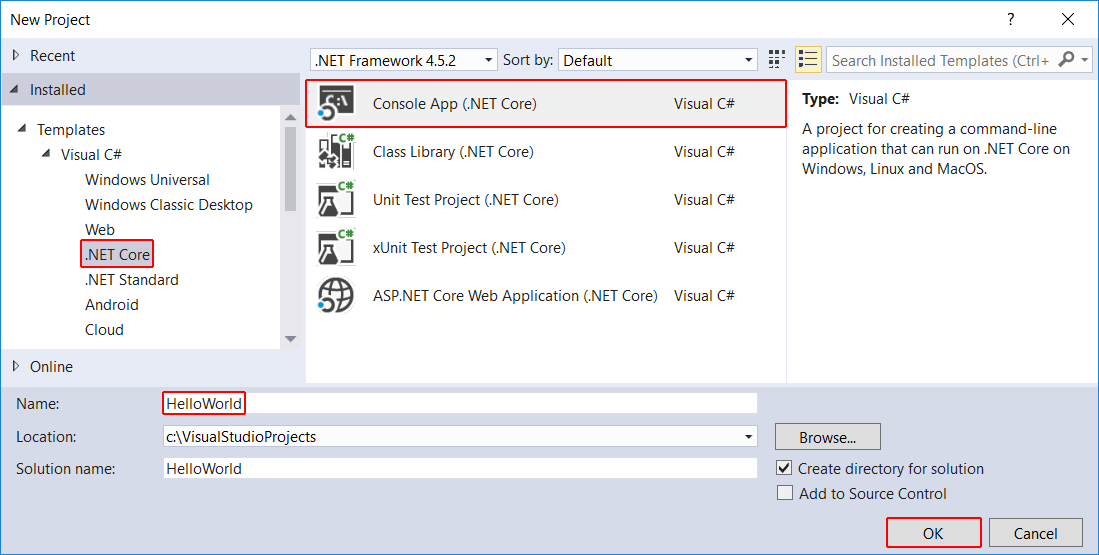 New Project
?
Recent
.NET Framework 4.5.2 Sort by: Default Search Installed Templates (Ctrl+
Installed
Templates
Visual C#
Windows Universal
Windows Classic Desktop
Web
.NET Core
.NET Standard
Android
Cloud
Online
Console App (.NET Core) Visual C#
Class Library (.NET Core) Visual C#
Unit Test Project (.NET Core) Visual C#
xUnit Test Project (.NET Core) Visual C#
ASP.NET Core Web Application (.NET Core) Visual C#
Type: Visual C#
A project for creating a command-line
application that can run on .NET Core on
Windows, Linux and MacOS.
Name: HelloWorld
Location: c:\VisualStudioProjects Browse...
Solution name: HelloWorld
Create directory for solution
Add to Source Control
OK Cancel